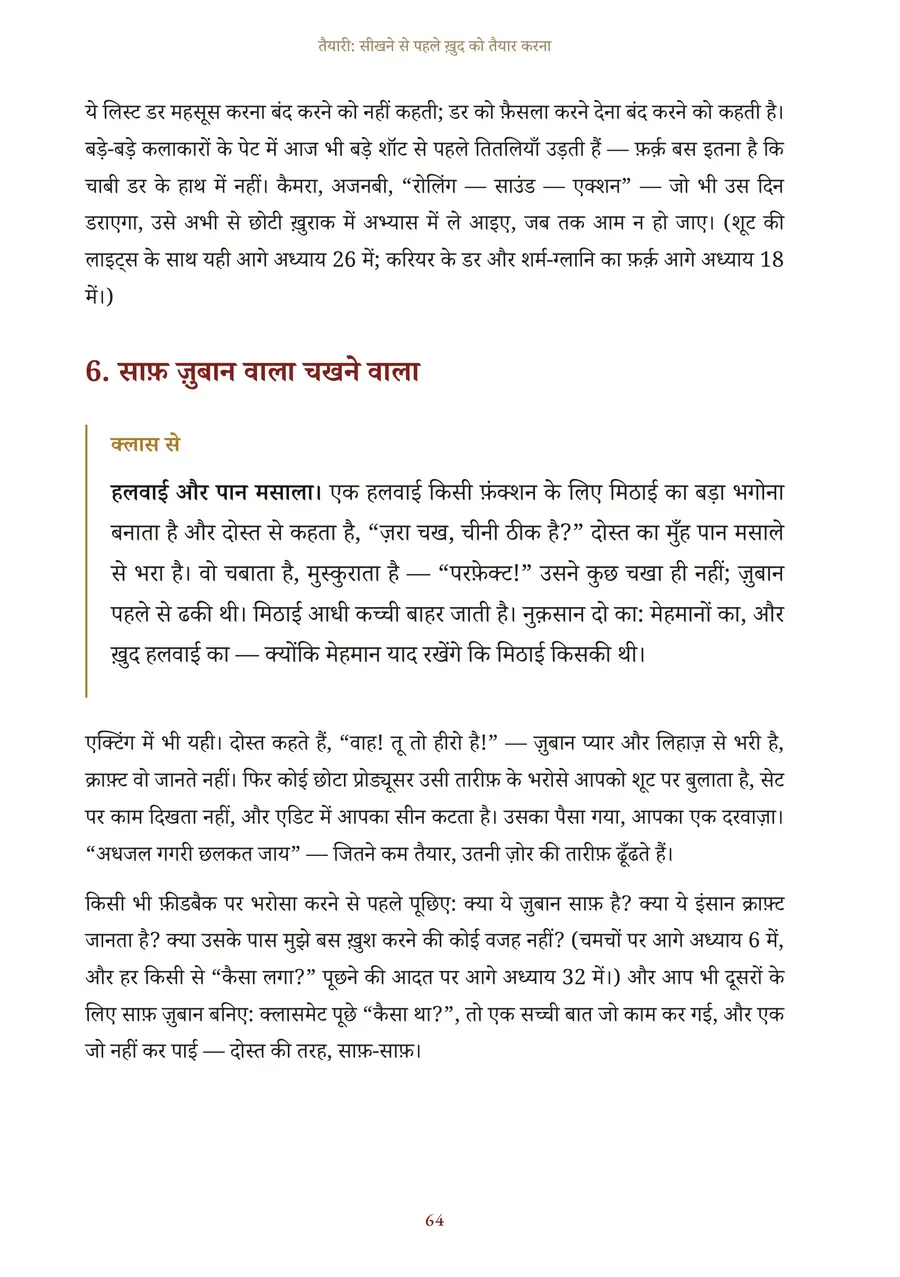 तैयारी: सीखने से पहले ख़ुद को तैयार करना
ये लिस्ट डर महसूस करना बंद करने को नहीं कहती; डर को फ़ैसला करने देना बंद करने को कहती है।
बड़े-बड़े कलाकारों के पेट में आज भी बड़े शॉट से पहले तितलियाँ उड़ती हैं — फ़र्क़ बस इतना है कि
चाबी डर के हाथ में नहीं। कैमरा, अजनबी, “रोलिंग — साउंड — एक्शन” — जो भी उस दिन
डराएगा, उसे अभी से छोटी ख़ुराक में अभ्यास में ले आइए, जब तक आम न हो जाए। (शूट की
लाइट्स के साथ यही आगे अध्याय 26 में; करियर के डर और शर्म-ग्लानि का फ़र्क़ आगे अध्याय 18
में।)
6. साफ़ ज़ुबान वाला चखने वाला
क्लास से
हलवाई और पान मसाला। एक हलवाई किसी फ़ंक्शन के लिए मिठाई का बड़ा भगोना
बनाता है और दोस्त से कहता है, “ज़रा चख, चीनी ठीक है?” दोस्त का मुँह पान मसाले
से भरा है। वो चबाता है, मुस्कुराता है — “परफ़ेक्ट!” उसने कुछ चखा ही नहीं; ज़ुबान
पहले से ढकी थी। मिठाई आधी कच्ची बाहर जाती है। नुक़सान दो का: मेहमानों का, और
ख़ुद हलवाई का — क्योंकि मेहमान याद रखेंगे कि मिठाई किसकी थी।
एक्टिंग में भी यही। दोस्त कहते हैं, “वाह! तू तो हीरो है!” — ज़ुबान प्यार और लिहाज़ से भरी है,
क्राफ़्ट वो जानते नहीं। फिर कोई छोटा प्रोड्यूसर उसी तारीफ़ के भरोसे आपको शूट पर बुलाता है, सेट
पर काम दिखता नहीं, और एडिट में आपका सीन कटता है। उसका पैसा गया, आपका एक दरवाज़ा।
“अधजल गगरी छलकत जाय” — जितने कम तैयार, उतनी ज़ोर की तारीफ़ ढूँढते हैं।
किसी भी फ़ीडबैक पर भरोसा करने से पहले पूछिए: क्या ये ज़ुबान साफ़ है? क्या ये इंसान क्राफ़्ट
जानता है? क्या उसके पास मुझे बस ख़ुश करने की कोई वजह नहीं? (चमचों पर आगे अध्याय 6 में,
और हर किसी से “कैसा लगा?” पूछने की आदत पर आगे अध्याय 32 में।) और आप भी दूसरों के
लिए साफ़ ज़ुबान बनिए: क्लासमेट पूछे “कैसा था?”, तो एक सच्ची बात जो काम कर गई, और एक
जो नहीं कर पाई — दोस्त की तरह, साफ़-साफ़।
64